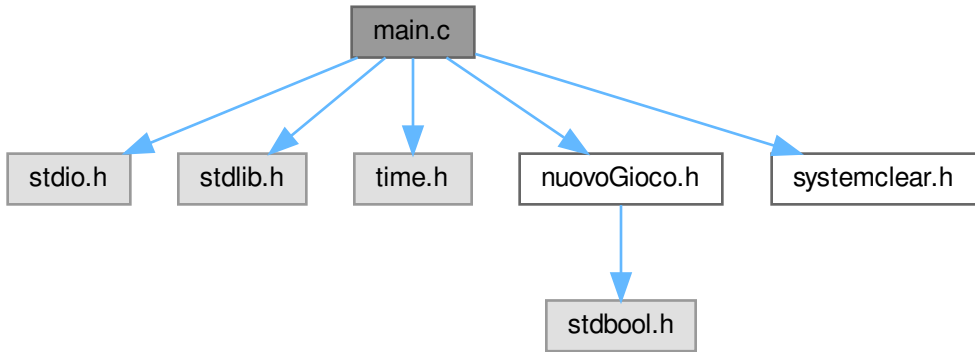 main.c
stdio.h
stdlib.h
time.h
nuovoGioco.h
systemclear.h
stdbool.h